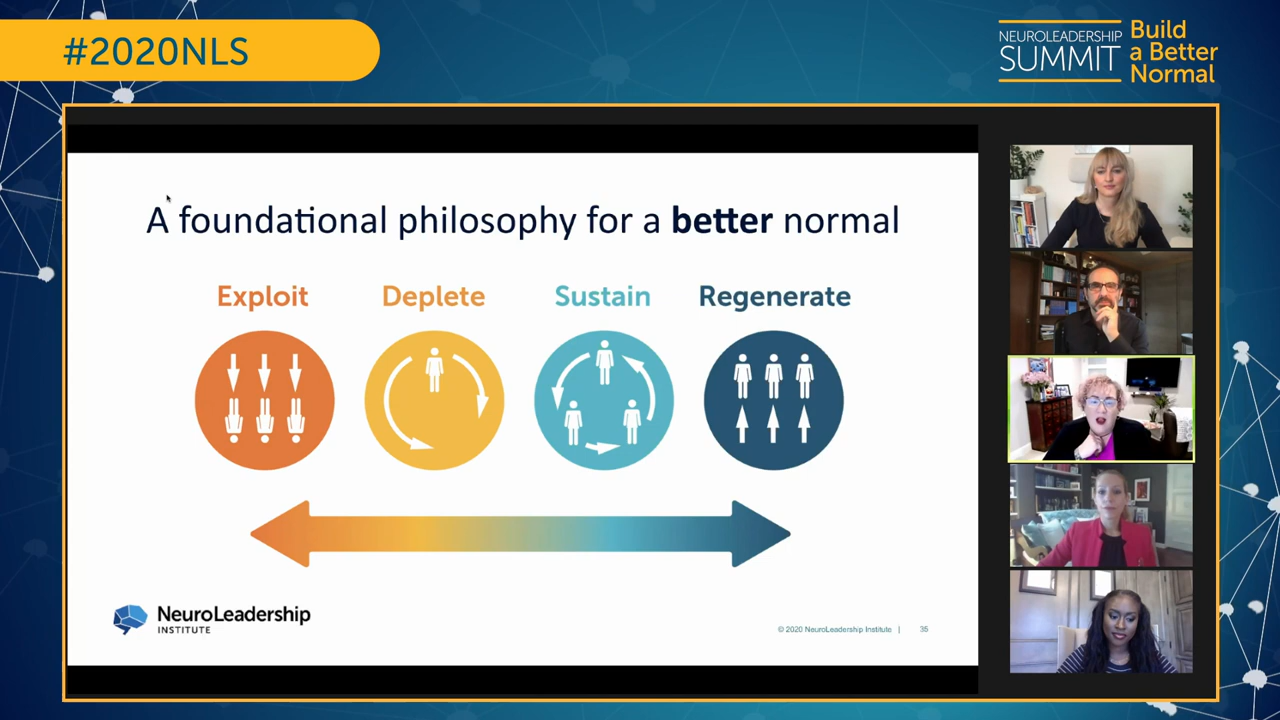 #2020NLS
NEUROLEADERSHIP
SUMMIT
Build
a Better
Normal
A foundational philosophy for a better normal
Exploit Deplete Sustain Regenerate
NeuroLeadership
INSTITUTE
© 2020 NeuroLeadership Institute | 35